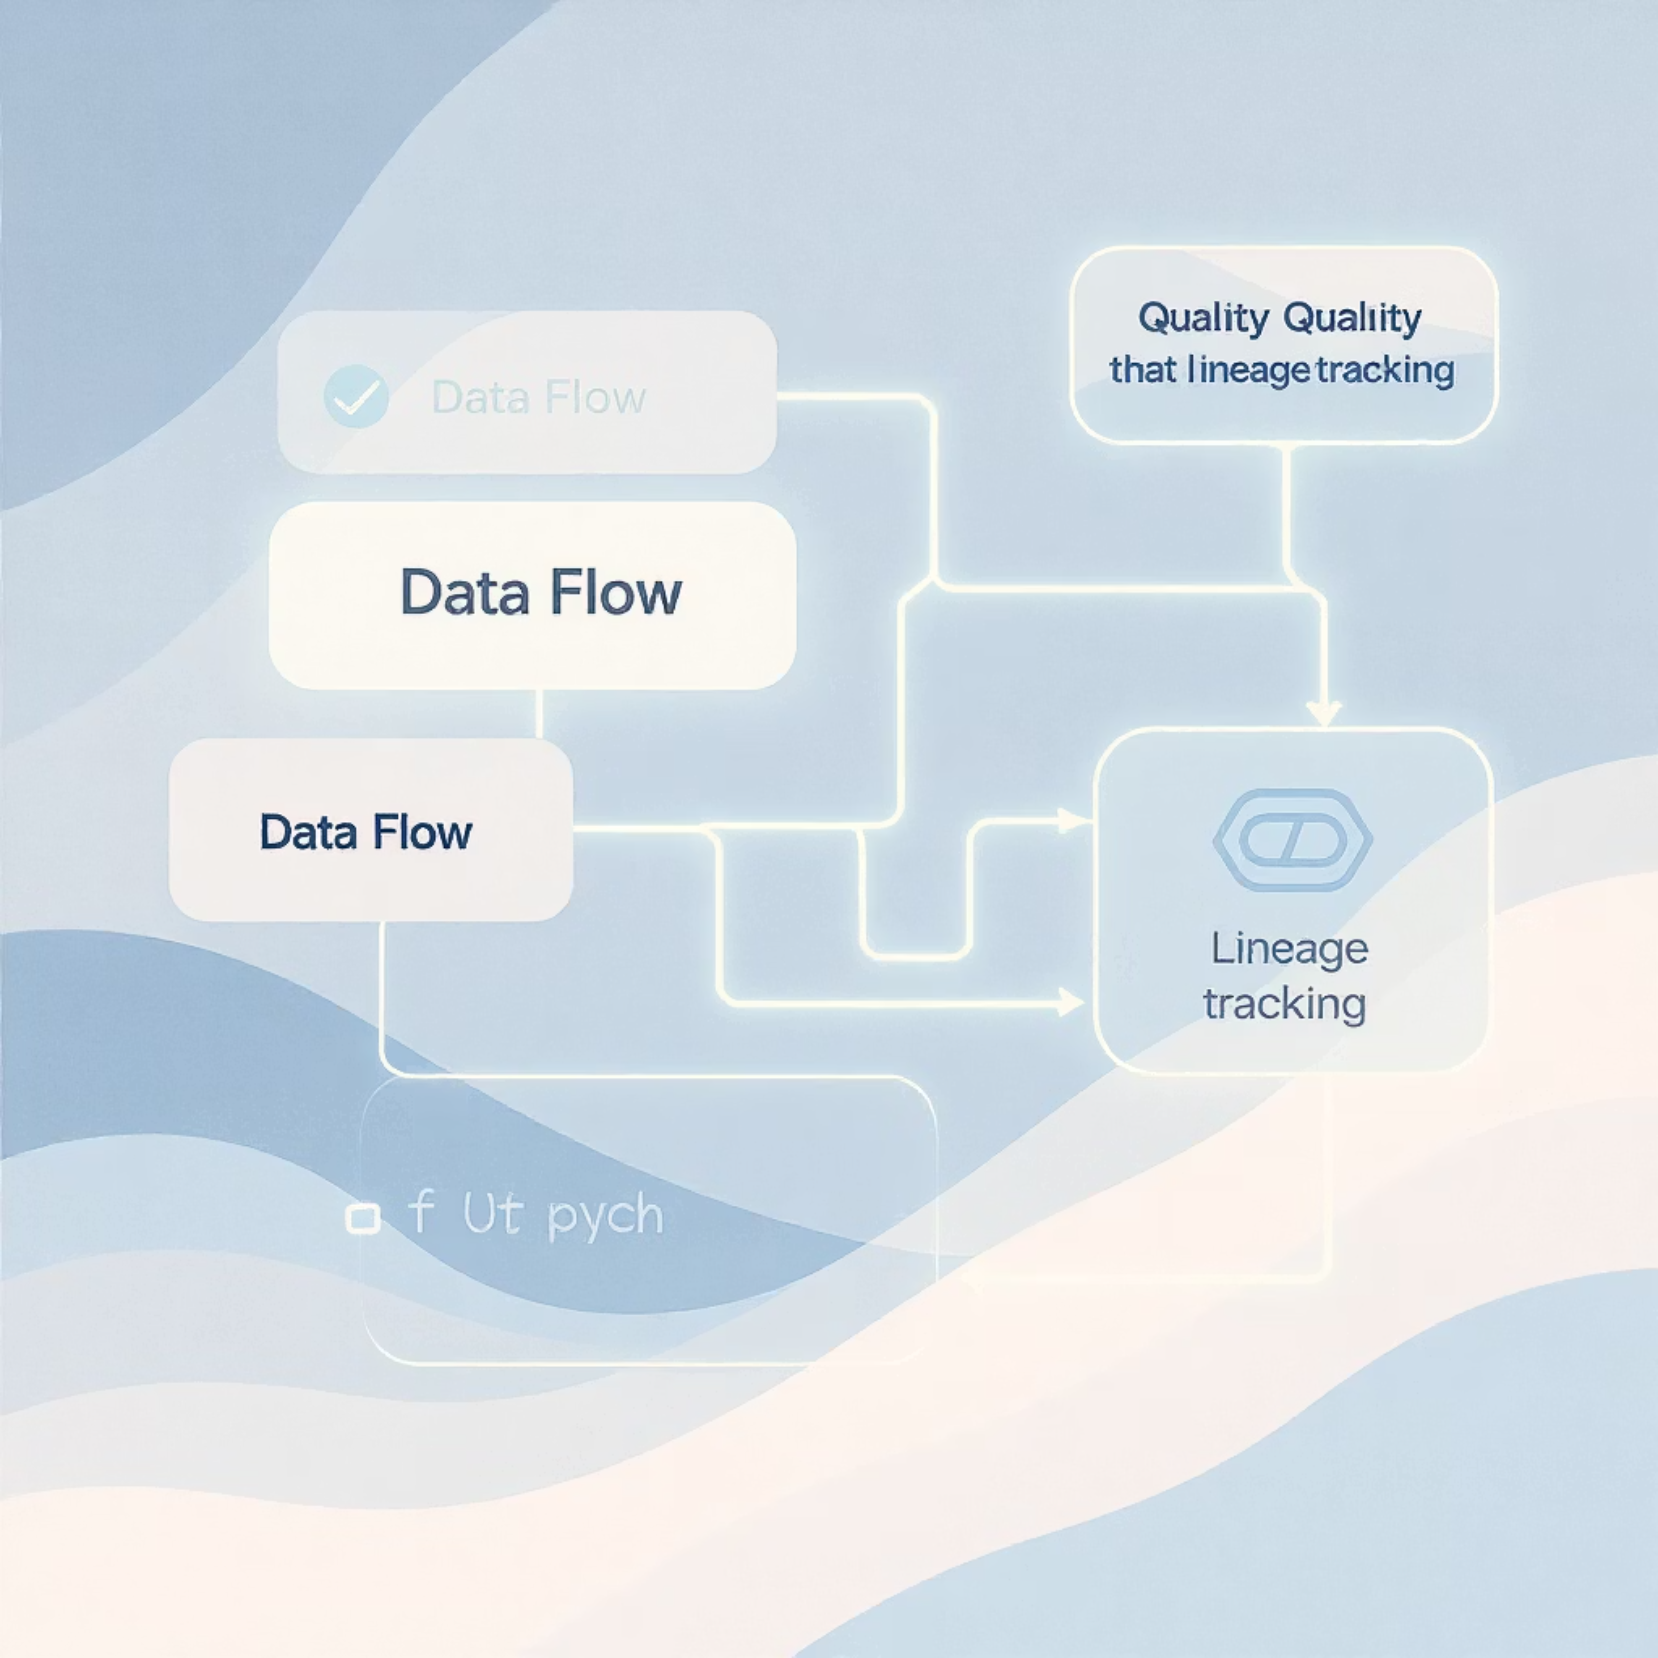 Quality Quality
that lineage tracking
Data Flow
Data Flow
Data Flow
Lineage
tracking
f Ut pych